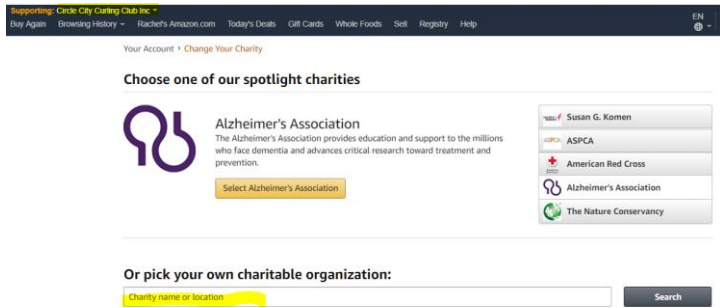 Supporting: Circle City Curling Club Inc
Buy Again Browsing History Rachel's Amazon.com Today's Deals Gift Cards Whole Foods Sell Registry Help EN
Your Account › Change Your Charity
Choose one of our spotlight charities
Alzheimer's Association
The Alzheimer's Association provides education and support to the millions
who face dementia and advances critical research toward treatment and
prevention.
Select Alzheimer's Association
Susan G. Komen
ASPCA
American Red Cross
Alzheimer's Association
The Nature Conservancy
Or pick your own charitable organization:
Charity name or location Search